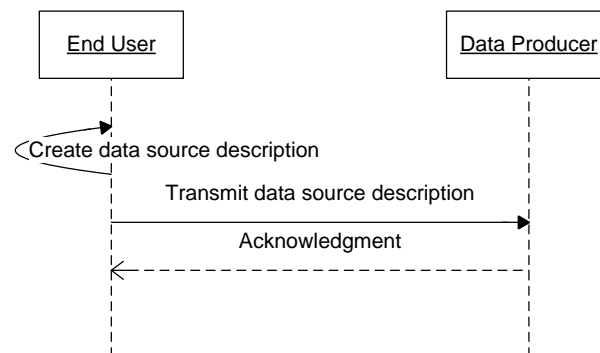 End User
Data Producer
Create data source description
Transmit data source description
Acknowledgment